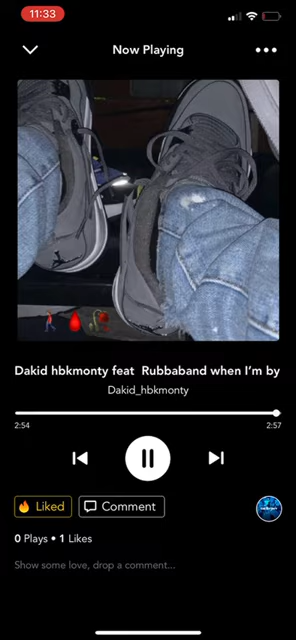 11:33
Now Playing
Dakid hbkmonty feat Rubbaband when I'm by
Dakid_hbkmonty
2:54
2:57
Liked
Comment
0 Plays • 1 Likes
Show some love, drop a comment...